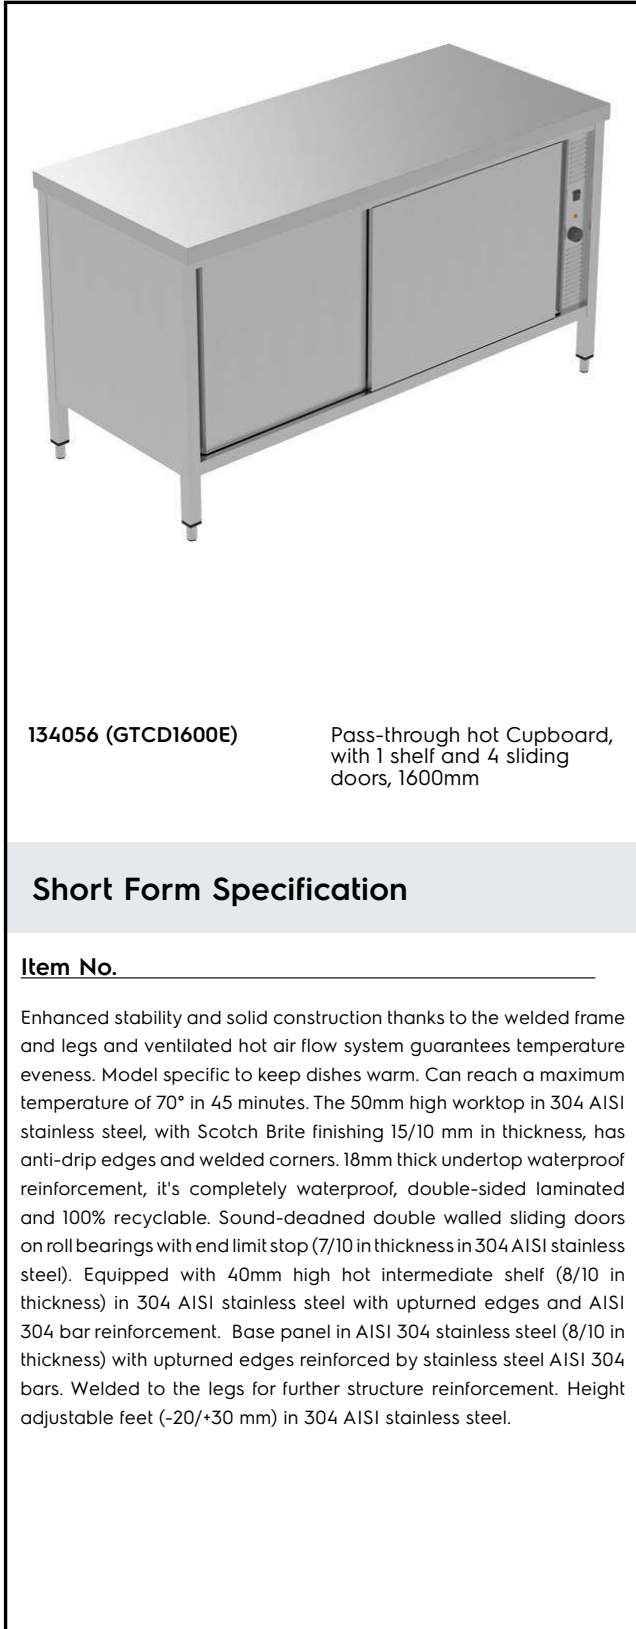 134056 (GTCD1600E)
Pass-through hot Cupboard,
with 1 shelf and 4 sliding
doors, 1600mm
Short Form Specification
Item No.
Enhanced stability and solid construction thanks to the welded frame
and legs and ventilated hot air flow system guarantees temperature
eveness. Model specific to keep dishes warm. Can reach a maximum
temperature of 70° in 45 minutes. The 50mm high worktop in 304 AISI
stainless steel, with Scotch Brite finishing 15/10 mm in thickness, has
anti-drip edges and welded corners. 18mm thick undertop waterproof
reinforcement, it's completely waterproof, double-sided laminated
and 100% recyclable. Sound-deadned double walled sliding doors
on roll bearings with end limit stop (7/10 in thickness in 304 AISI stainless
steel). Equipped with 40mm high hot intermediate shelf (8/10 in
thickness) in 304 AISI stainless steel with upturned edges and AISI
304 bar reinforcement. Base panel in AISI 304 stainless steel (8/10 in
thickness) with upturned edges reinforced by stainless steel AISI 304
bars. Welded to the legs for further structure reinforcement. Height
adjustable feet (-20/+30 mm) in 304 AISI stainless steel.